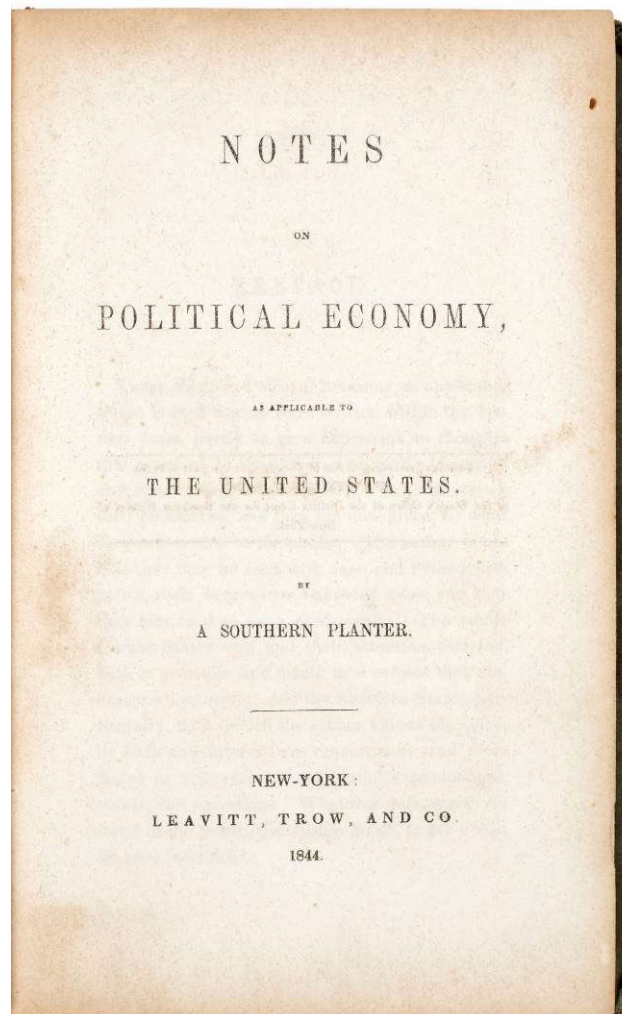 NOTES
ON
POLITICAL ECONOMY,
AS APPLICABLE TO
THE UNITED STATES.
BY
A SOUTHERN PLANTER.
NEW-YORK:
LEAVITT, TROW, AND CO.
1844.